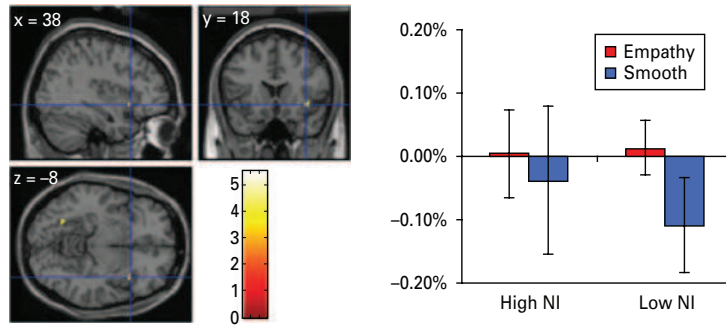 x = 38
y = 18
z = –8
5
4
3
2
1
0
0.20%
0.10%
0.00%
–0.10%
–0.20%
Empathy
Smooth
High NI
Low NI